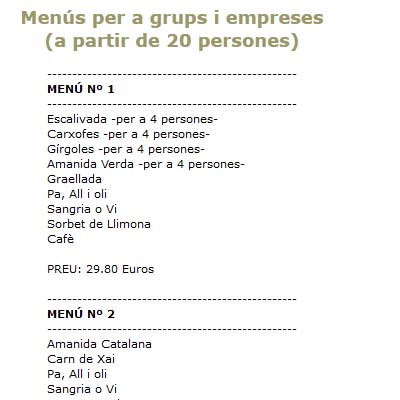 Menús per a grups i empreses
(a partir de 20 persones)
--------------------------------------------------
MENÚ Nº 1
--------------------------------------------------
Escalivada -per a 4 persones-
Carxofes -per a 4 persones-
Gírgoles -per a 4 persones-
Amanida Verda -per a 4 persones-
Graellada
Pa, All i oli
Sangria o Vi
Sorbet de Llimona
Cafè
PREU: 29.80 Euros
--------------------------------------------------
MENÚ Nº 2
--------------------------------------------------
Amanida Catalana
Carn de Xai
Pa, All i oli
Sangria o Vi